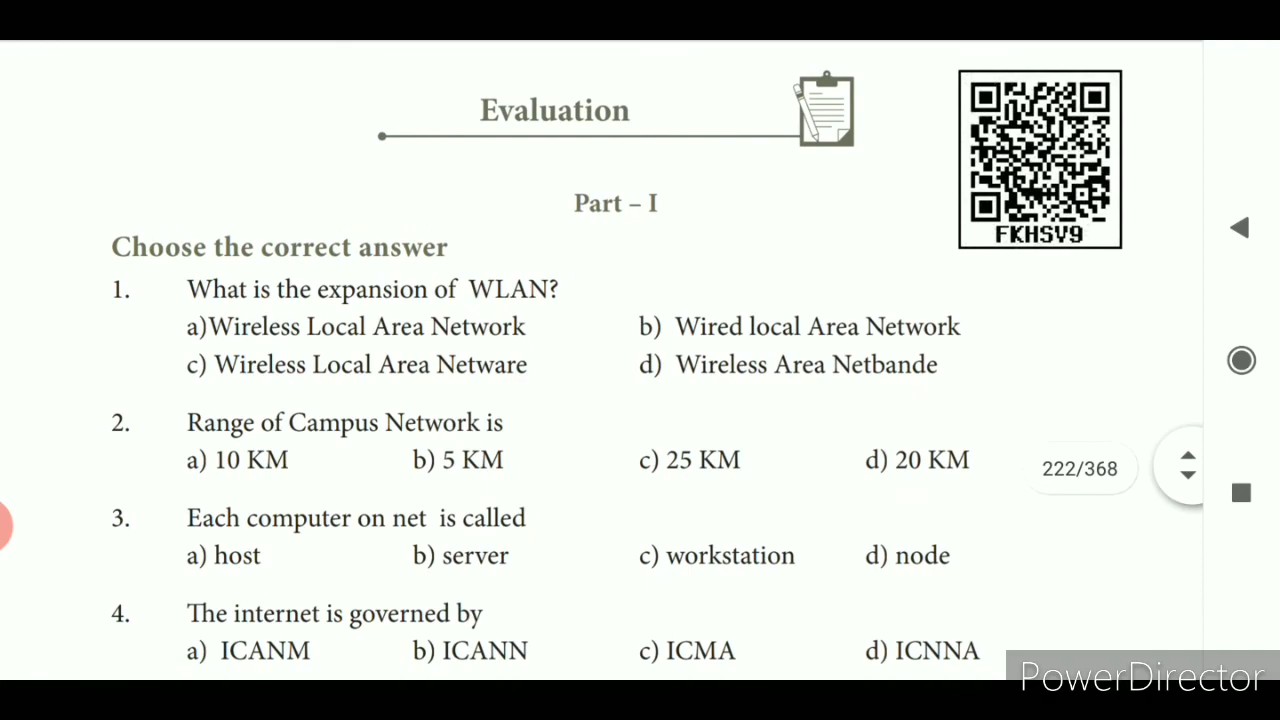 Evaluation
FKHSV9
Part – I
Choose the correct answer
1. What is the expansion of WLAN?
a)Wireless Local Area Network b) Wired local Area Network
c) Wireless Local Area Netware d) Wireless Area Netbande
2. Range of Campus Network is
a) 10 KM b) 5 KM c) 25 KM d) 20 KM
222/368
3. Each computer on net is called
a) host b) server c) workstation d) node
4. The internet is governed by
a) ICANM b) ICANN c) ICMA d) ICNNA
PowerDirector